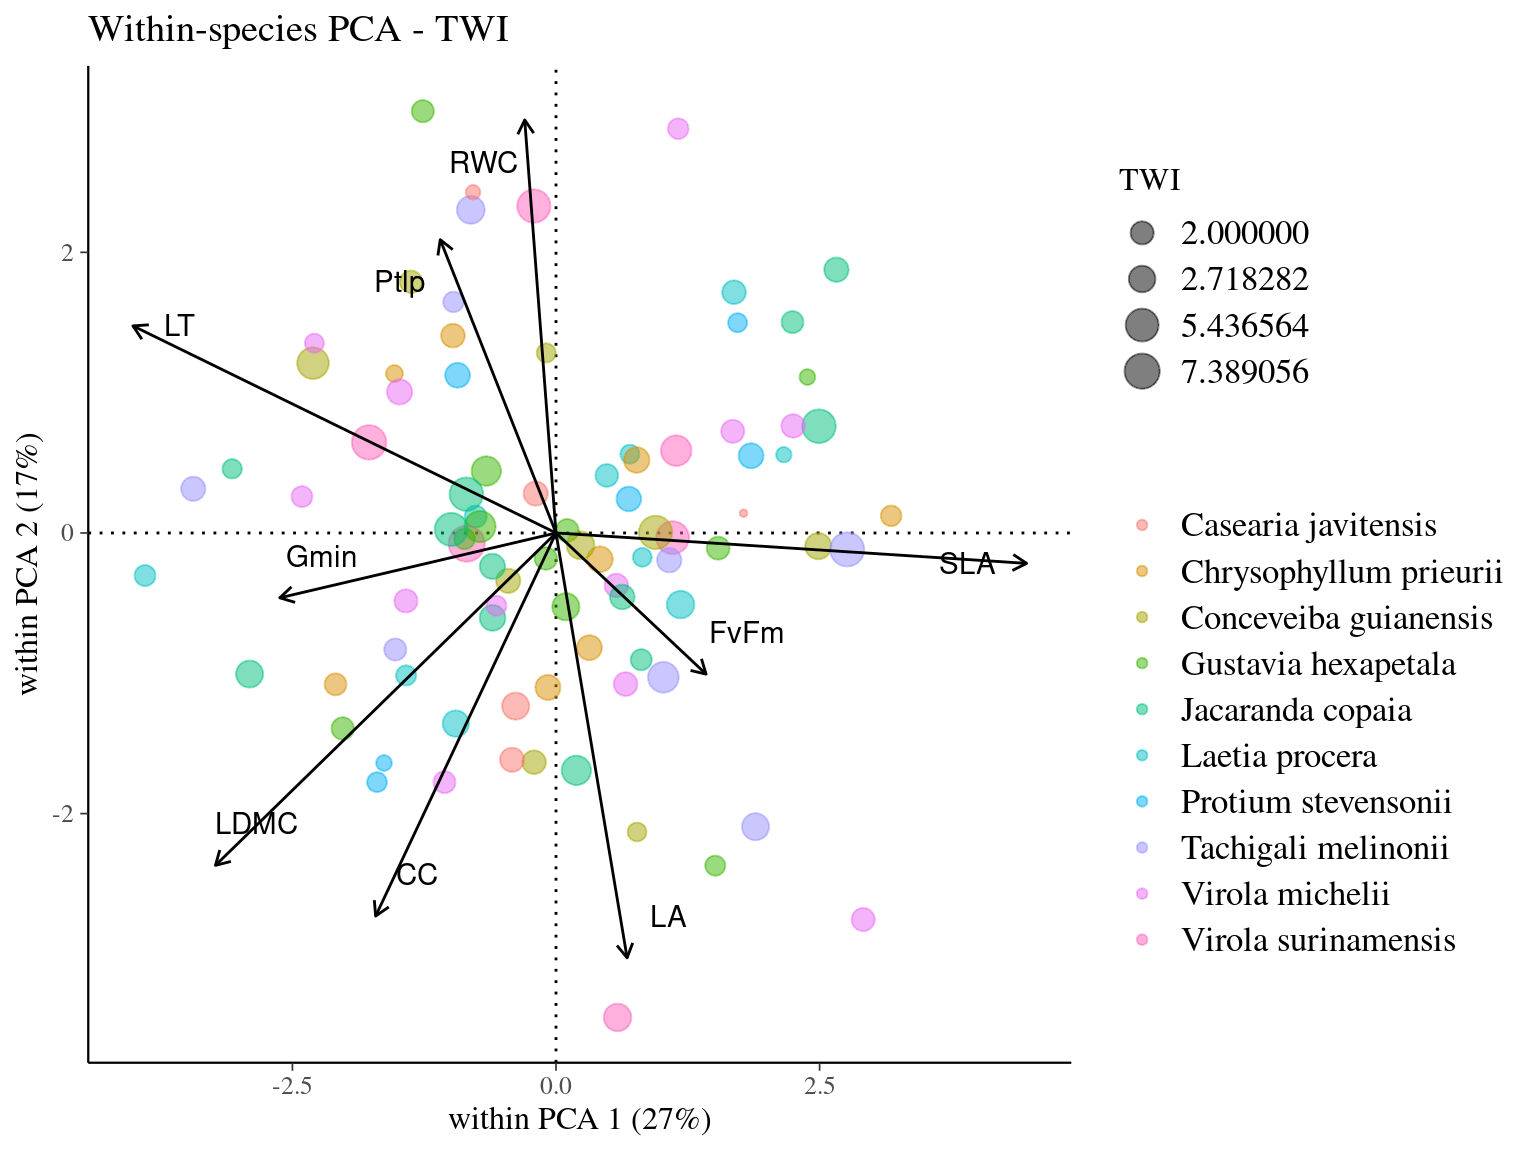 Within-species PCA - TWI
RWC
Ptlp
LT
Gmin
SLA
FvFm
LDMC
CC
LA
2
0
-2
-2.5
0.0
2.5
within PCA 1 (27%)
within PCA 2 (17%)
TWI
2.000000
2.718282
5.436564
7.389056
Casearia javitensis
Chrysophyllum prieurii
Conceveiba guianensis
Gustavia hexapetala
Jacaranda copaia
Laetia procera
Protium stevensonii
Tachigali melinonii
Virola michelii
Virola surinamensis